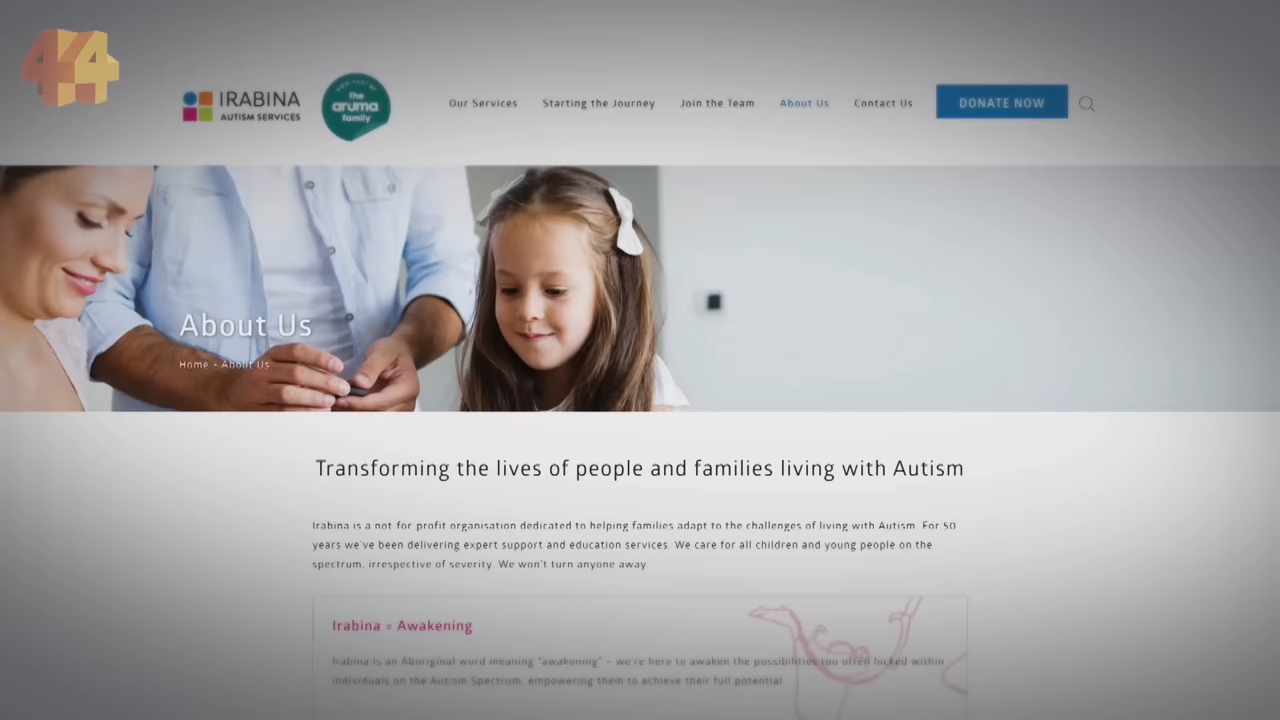 44
IRABINA
AUTISM SERVICES
NOW PART OF
the
aruma
family
Our Services
Starting the Journey
Join the Team
About Us
Contact Us
DONATE NOW
About Us
Home > About Us
Transforming the lives of people and families living with Autism
Irabina is a not for profit organisation dedicated to helping families adapt to the challenges of living with Autism. For 50
years we've been delivering expert support and education services. We care for all children and young people on the
spectrum, irrespective of severity. We won't turn anyone away.
Irabina = Awakening
Irabina is an Aboriginal word meaning "awakening" - we're here to awaken the possibilities too often locked within
individuals on the Autism Spectrum, empowering them to achieve their full potential.